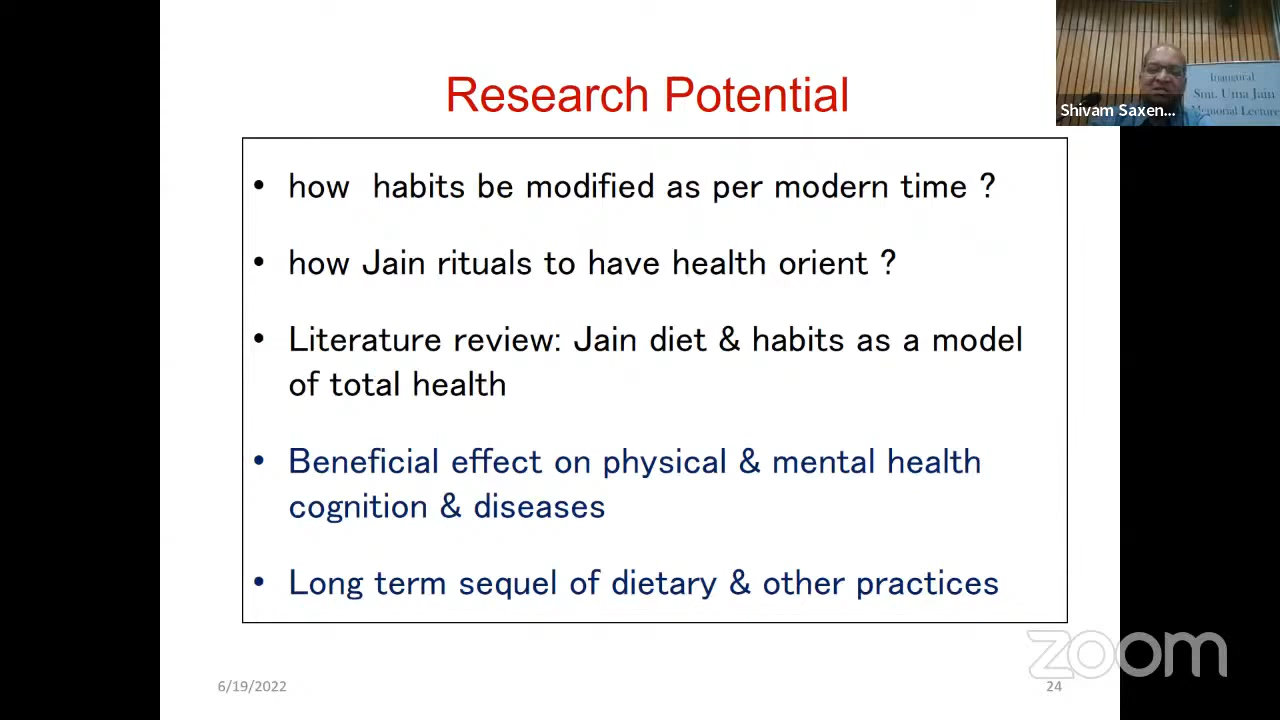 Research Potential
• how habits be modified as per modern time ?
• how Jain rituals to have health orient ?
• Literature review: Jain diet & habits as a model
of total health
• Beneficial effect on physical & mental health
cognition & diseases
• Long term sequel of dietary & other practices
6/19/2022
24
Inaugural
Smt. Uma Jain
Memorial Lecture
Shivam Saxen...
zoom